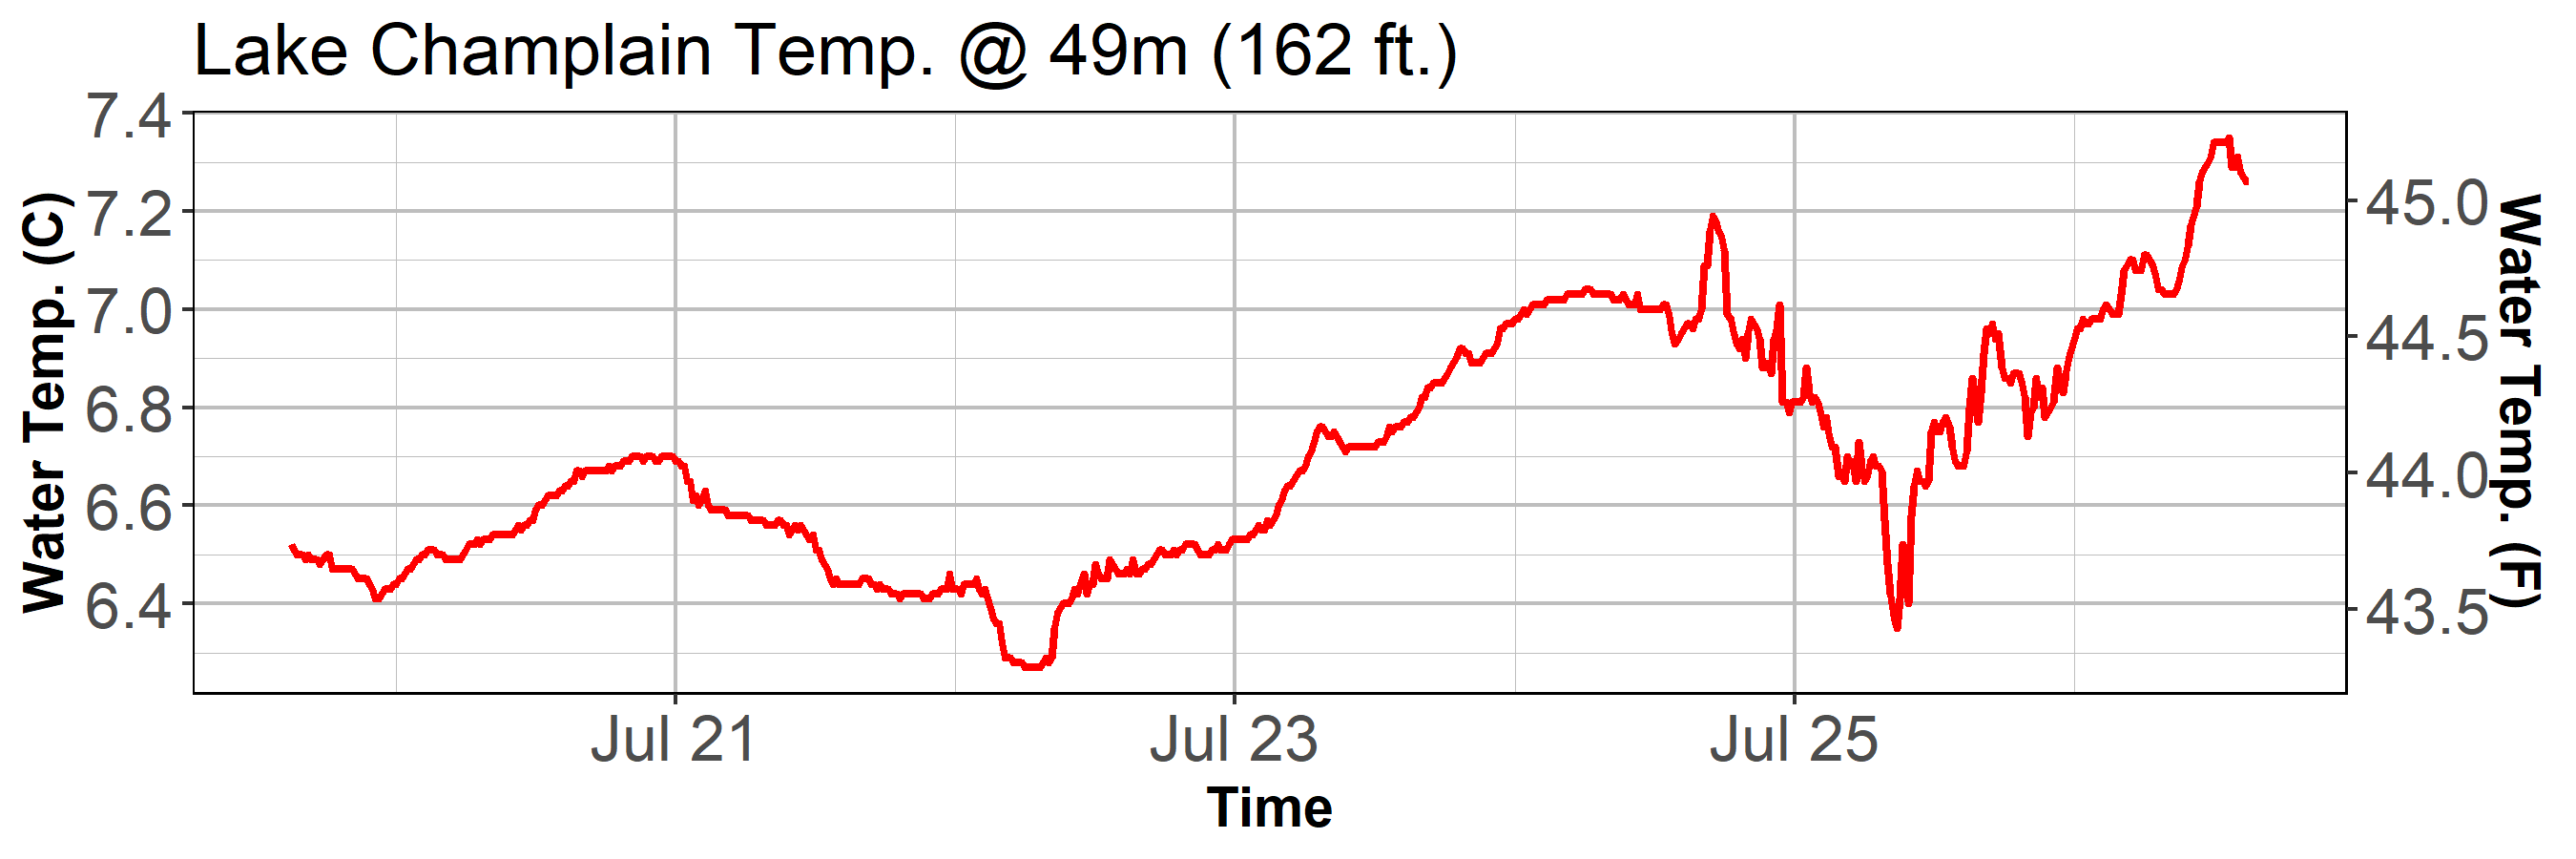 Lake Champlain Temp. @ 49m (162 ft.)
Water Temp. (C)
7.4
7.2
7.0
6.8
6.6
6.4
45.0
44.5
44.0
43.5
Water Temp. (F)
Jul 21 Jul 23 Jul 25
Time